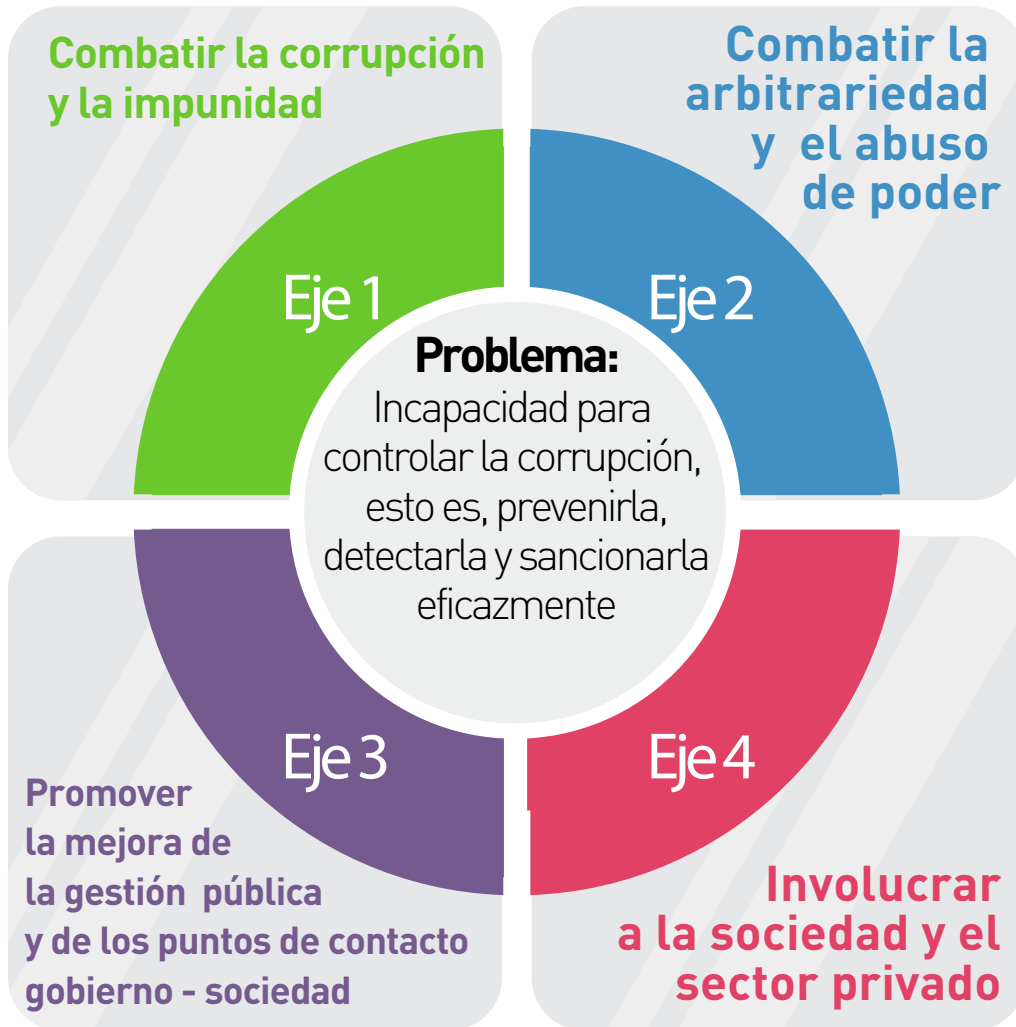 Combatir la corrupción
y la impunidad
Combatir la
arbitrariedad
y el abuso
de poder
Eje 1
Eje 2
Problema:
Incapacidad para
controlar la corrupción,
esto es, prevenirla,
detectarla y sancionarla
eficazmente
Eje 3
Eje 4
Promover
la mejora de
la gestión pública
y de los puntos de contacto
gobierno - sociedad
Involucrar
a la sociedad y el
sector privado